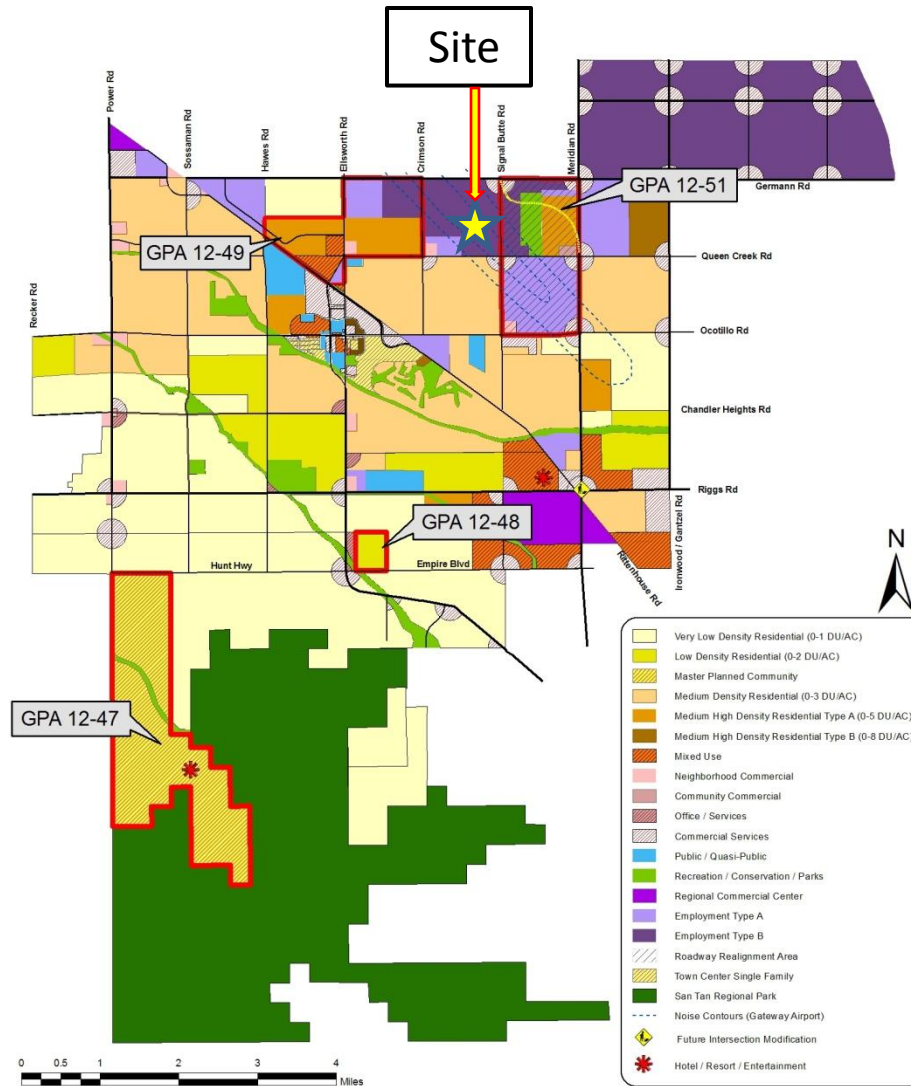 Site
Power Rd
Sossaman Rd
Hawes Rd
Ellsworth Rd
Crimson Rd
Signal Butte Rd
Meridian Rd
GPA 12-51
Germann Rd
GPA 12-49
Queen Creek Rd
Recker Rd
Ocotillo Rd
Chandler Heights Rd
Riggs Rd
GPA 12-48
Hunt Hwy
Empire Blvd
Rittenhouse Rd
Ironwood / Gantzel Rd
N
GPA 12-47
Very Low Density Residential (0-1 DU/AC)
Low Density Residential (0-2 DU/AC)
Master Planned Community
Medium Density Residential (0-3 DU/AC)
Medium High Density Residential Type A (0-5 DU/AC)
Medium High Density Residential Type B (0-8 DU/AC)
Mixed Use
Neighborhood Commercial
Community Commercial
Office / Services
Commercial Services
Public / Quasi-Public
Recreation / Conservation / Parks
Regional Commercial Center
Employment Type A
Employment Type B
Roadway Realignment Area
Town Center Single Family
San Tan Regional Park
Noise Contours (Gateway Airport)
Future Intersection Modification
Hotel / Resort / Entertainment
0 0.5 1 2 3 4
Miles